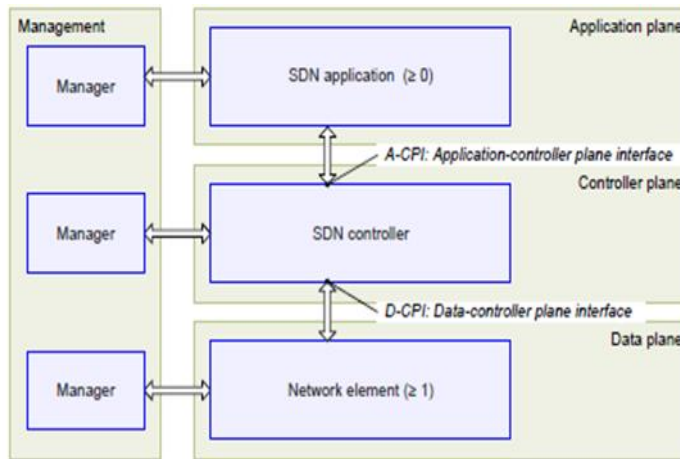 Management
Application plane
Manager
SDN application (≥ 0)
A-CPI: Application-controller plane interface
Controller plane
Manager
SDN controller
D-CPI: Data-controller plane interface
Data plane
Manager
Network element (≥ 1)